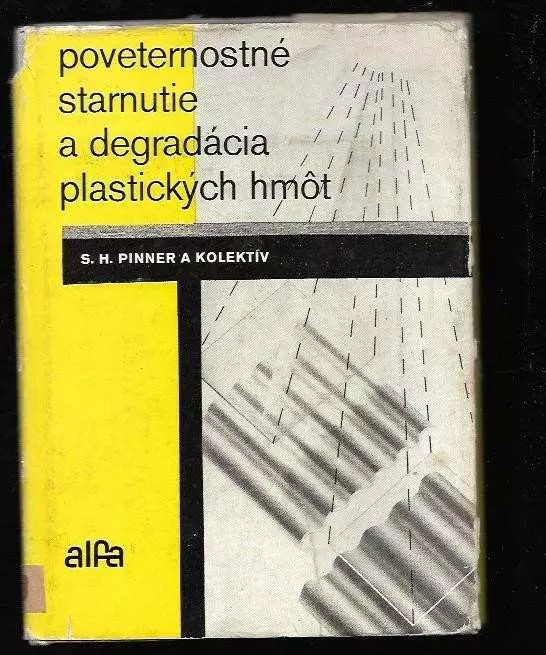 poveternostné
starnutie
a degradácia
plastických hmôt
S. H. PINNER A KOLEKTÍV
alfa